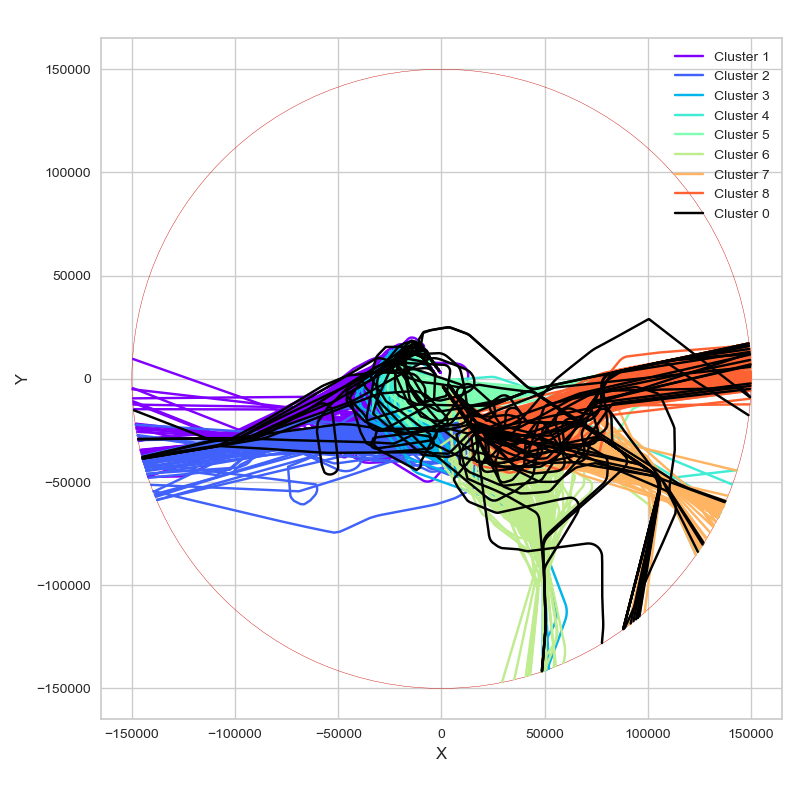 Cluster 1
Cluster 2
Cluster 3
Cluster 4
Cluster 5
Cluster 6
Cluster 7
Cluster 8
Cluster 0
150000
100000
50000
0
−50000
−100000
−150000
Y
−150000 −100000 −50000 0 50000 100000 150000
X